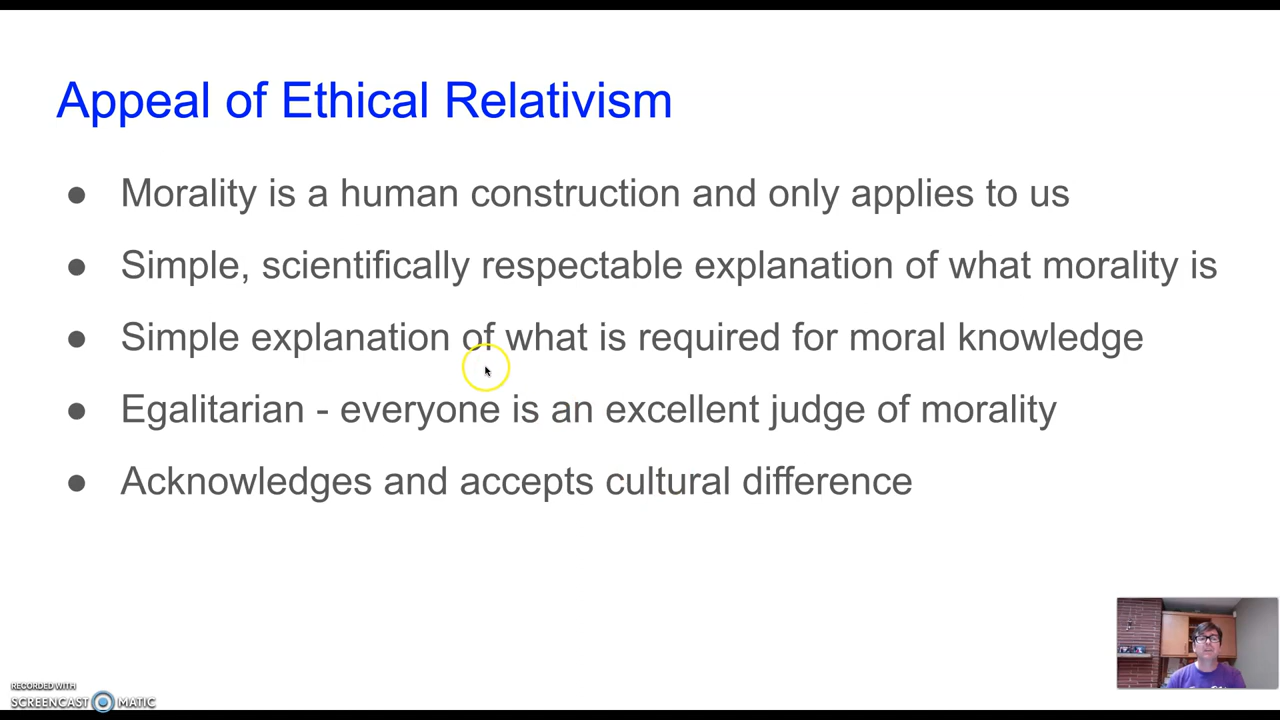 Appeal of Ethical Relativism
● Morality is a human construction and only applies to us
● Simple, scientifically respectable explanation of what morality is
● Simple explanation of what is required for moral knowledge
● Egalitarian - everyone is an excellent judge of morality
● Acknowledges and accepts cultural difference
RECORDED WITH
SCREENCAST MATIC